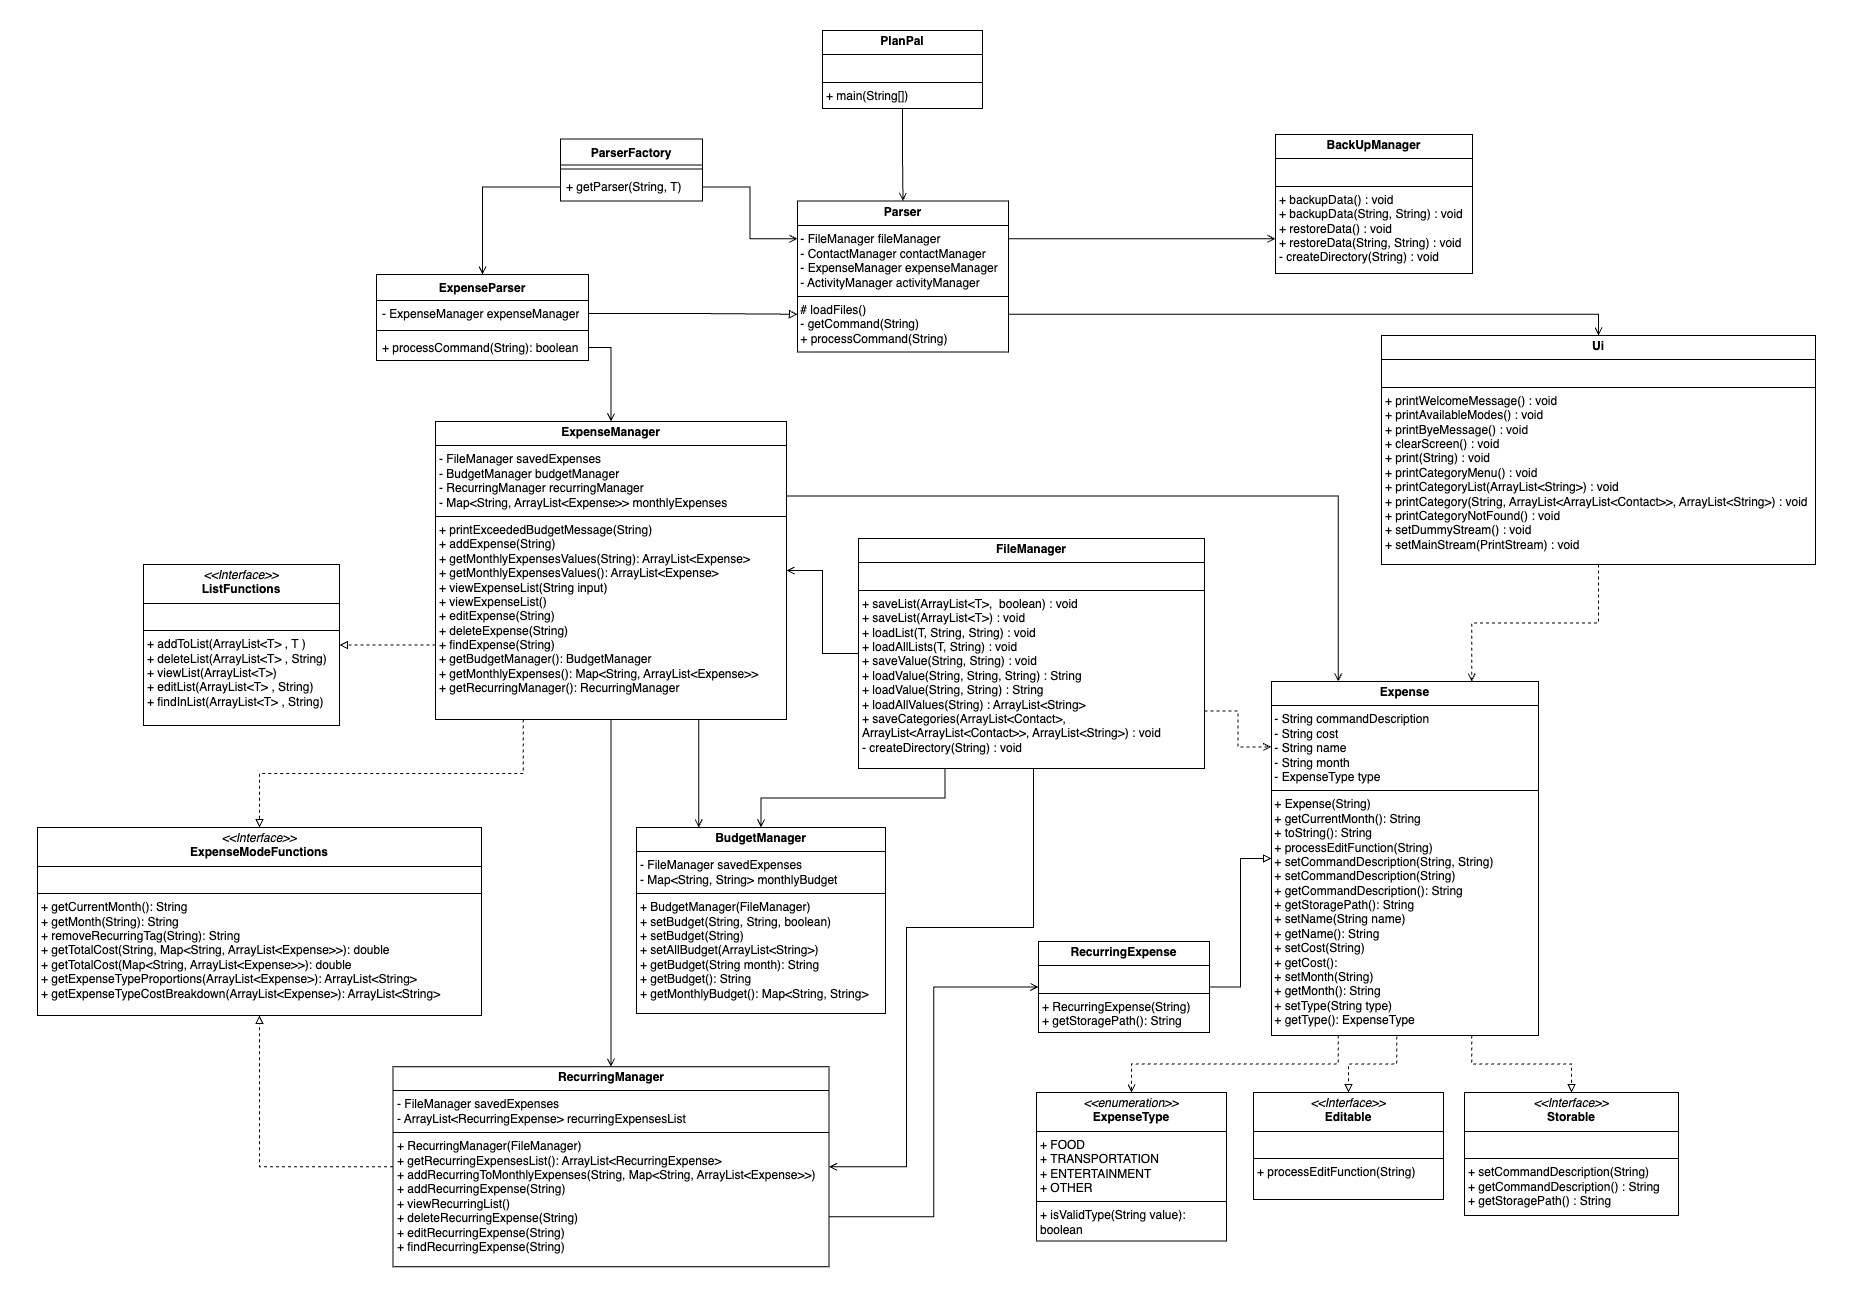 PlanPal
+ main(String[])
ParserFactory
+ getParser(String, T)
BackUpManager
+ backupData() : void
+ backupData(String, String) : void
+ restoreData() : void
+ restoreData(String, String) : void
- createDirectory(String) : void
Parser
- FileManager fileManager
- ContactManager contactManager
- ExpenseManager expenseManager
- ActivityManager activityManager
# loadFiles()
- getCommand(String)
+ processCommand(String)
ExpenseParser
- ExpenseManager expenseManager
+ processCommand(String): boolean
Ui
+ printWelcomeMessage() : void
+ printAvailableModes() : void
+ printByeMessage() : void
+ clearScreen() : void
+ print(String) : void
+ printCategoryMenu() : void
+ printCategoryList(ArrayList<String>) : void
+ printCategory(String, ArrayList<ArrayList<Contact>>, ArrayList<String>) : void
+ printCategoryNotFound() : void
+ setDummyStream() : void
+ setMainStream(PrintStream) : void
ExpenseManager
- FileManager savedExpenses
- BudgetManager budgetManager
- RecurringManager recurringManager
- Map<String, ArrayList<Expense>> monthlyExpenses
+ printExceededBudgetMessage(String)
+ addExpense(String)
+ getMonthlyExpensesValues(String): ArrayList<Expense>
+ getMonthlyExpensesValues(): ArrayList<Expense>
+ viewExpenseList(String input)
+ viewExpenseList()
+ editExpense(String)
+ deleteExpense(String)
+ findExpense(String)
+ getBudgetManager(): BudgetManager
+ getMonthlyExpenses(): Map<String, ArrayList<Expense>>
+ getRecurringManager(): RecurringManager
FileManager
+ saveList(ArrayList<T>, boolean) : void
+ saveList(ArrayList<T>) : void
+ loadList(T, String, String) : void
+ loadAllLists(T, String) : void
+ saveValue(String, String) : void
+ loadValue(String, String, String) : String
+ loadValue(String, String) : String
+ loadAllValues(String) : ArrayList<String>
+ saveCategories(ArrayList<Contact>,
ArrayList<ArrayList<Contact>>, ArrayList<String>) : void
- createDirectory(String) : void
<<Interface>>
ListFunctions
+ addToList(ArrayList<T> , T )
+ deleteList(ArrayList<T> , String)
+ viewList(ArrayList<T>)
+ editList(ArrayList<T> , String)
+ findInList(ArrayList<T> , String)
Expense
- String commandDescription
- String cost
- String name
- String month
- ExpenseType type
+ Expense(String)
+ getCurrentMonth(): String
+ toString(): String
+ processEditFunction(String)
+ setCommandDescription(String, String)
+ setCommandDescription(String)
+ getCommandDescription(): String
+ getStoragePath(): String
+ setName(String name)
+ getName(): String
+ setCost(String)
+ getCost():
+ setMonth(String)
+ getMonth(): String
+ setType(String type)
+ getType(): ExpenseType
<<Interface>>
ExpenseModeFunctions
+ getCurrentMonth(): String
+ getMonth(String): String
+ removeRecurringTag(String): String
+ getTotalCost(String, Map<String, ArrayList<Expense>>): double
+ getTotalCost(Map<String, ArrayList<Expense>>): double
+ getExpenseTypeProportions(ArrayList<Expense>): ArrayList<String>
+ getExpenseTypeCostBreakdown(ArrayList<Expense>): ArrayList<String>
BudgetManager
- FileManager savedExpenses
- Map<String, String> monthlyBudget
+ BudgetManager(FileManager)
+ setBudget(String, String, boolean)
+ setBudget(String)
+ setAllBudget(ArrayList<String>)
+ getBudget(String month): String
+ getBudget(): String
+ getMonthlyBudget(): Map<String, String>
RecurringExpense
+ RecurringExpense(String)
+ getStoragePath(): String
RecurringManager
- FileManager savedExpenses
- ArrayList<RecurringExpense> recurringExpensesList
+ RecurringManager(FileManager)
+ getRecurringExpensesList(): ArrayList<RecurringExpense>
+ addRecurringToMonthlyExpenses(String, Map<String, ArrayList<Expense>>)
+ addRecurringExpense(String)
+ viewRecurringList()
+ deleteRecurringExpense(String)
+ editRecurringExpense(String)
+ findRecurringExpense(String)
<<enumeration>>
ExpenseType
+ FOOD
+ TRANSPORTATION
+ ENTERTAINMENT
+ OTHER
+ isValidType(String value):
boolean
<<Interface>>
Editable
+ processEditFunction(String)
<<Interface>>
Storable
+ setCommandDescription(String)
+ getCommandDescription() : String
+ getStoragePath() : String